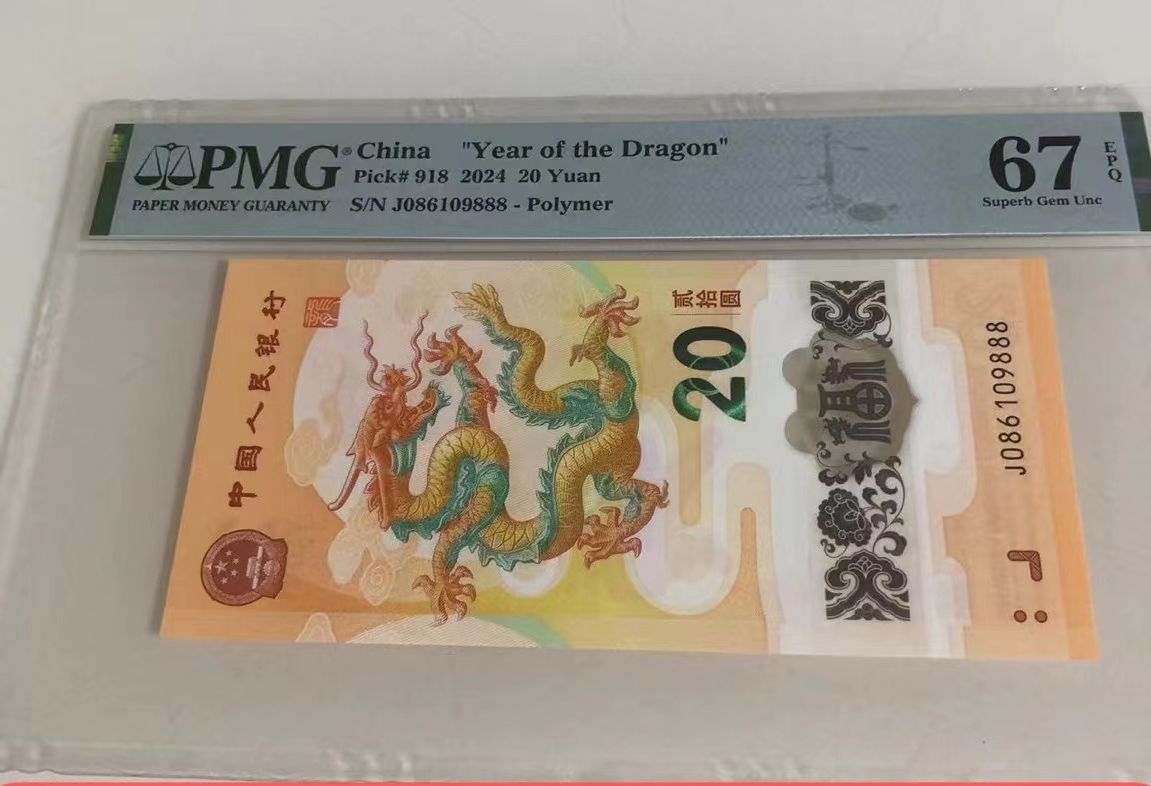 PMG® China "Year of the Dragon"
Pick# 918 2024 20 Yuan
PAPER MONEY GUARANTY S/N J086109888 - Polymer
67 EPQ
Superb Gem Unc
中国人民银行
贰拾圆
20
J086109888